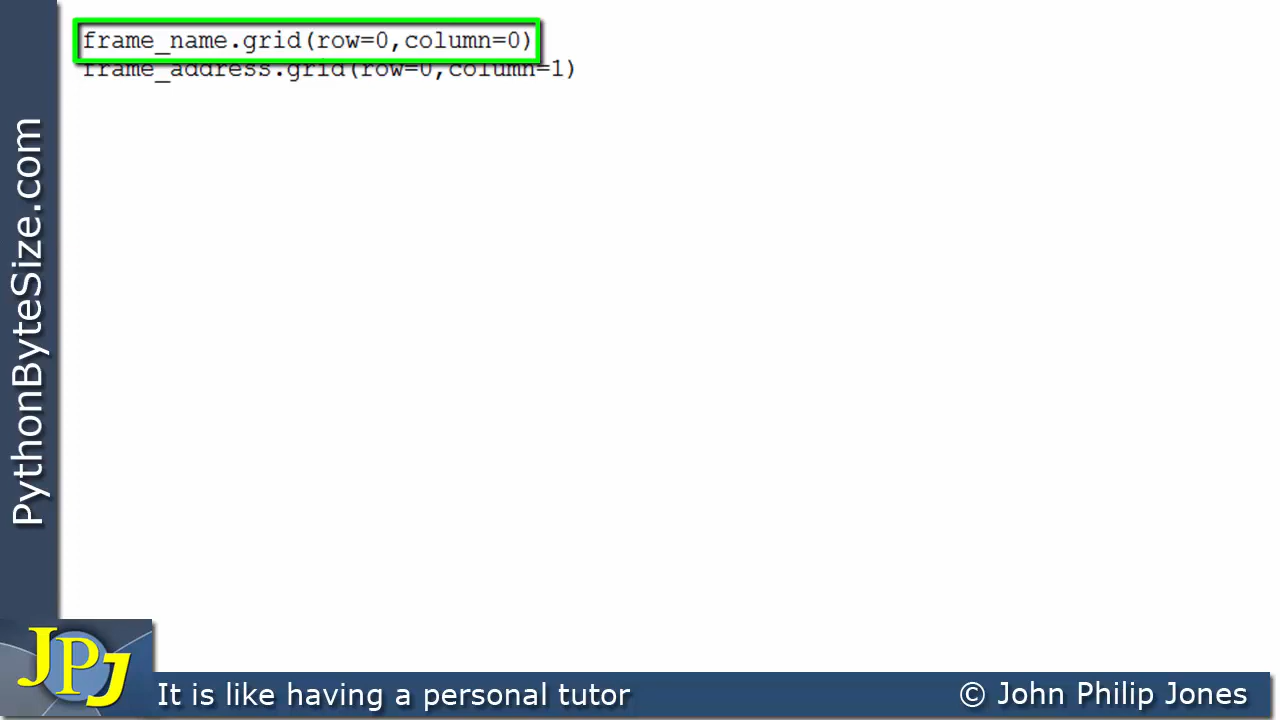 frame_name.grid(row=0,column=0)
frame_address.grid(row=0,column=1)
PythonByteSize.com
JPJ
It is like having a personal tutor
© John Philip Jones